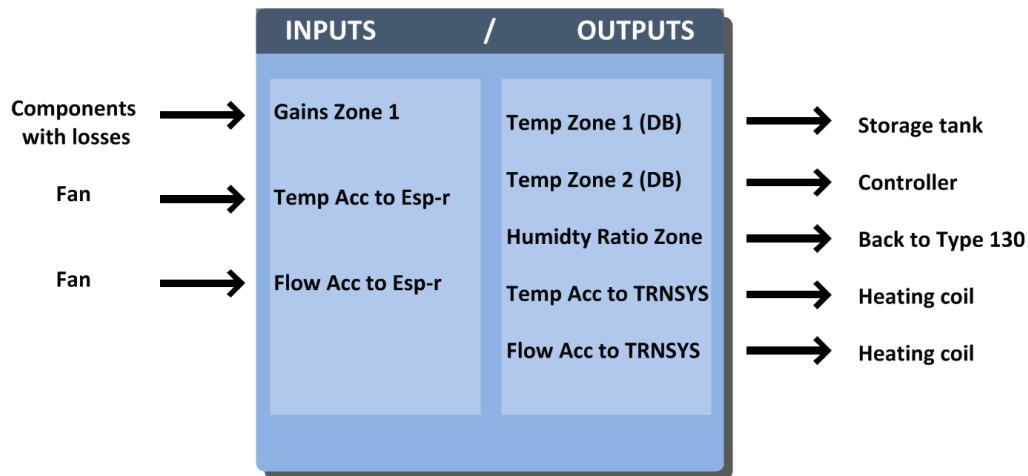 INPUTS / OUTPUTS
Components
with losses
Gains Zone 1
Fan
Temp Acc to Esp-r
Fan
Flow Acc to Esp-r
Temp Zone 1 (DB)
Storage tank
Temp Zone 2 (DB)
Controller
Humidty Ratio Zone
Back to Type 130
Temp Acc to TRNSYS
Heating coil
Flow Acc to TRNSYS
Heating coil